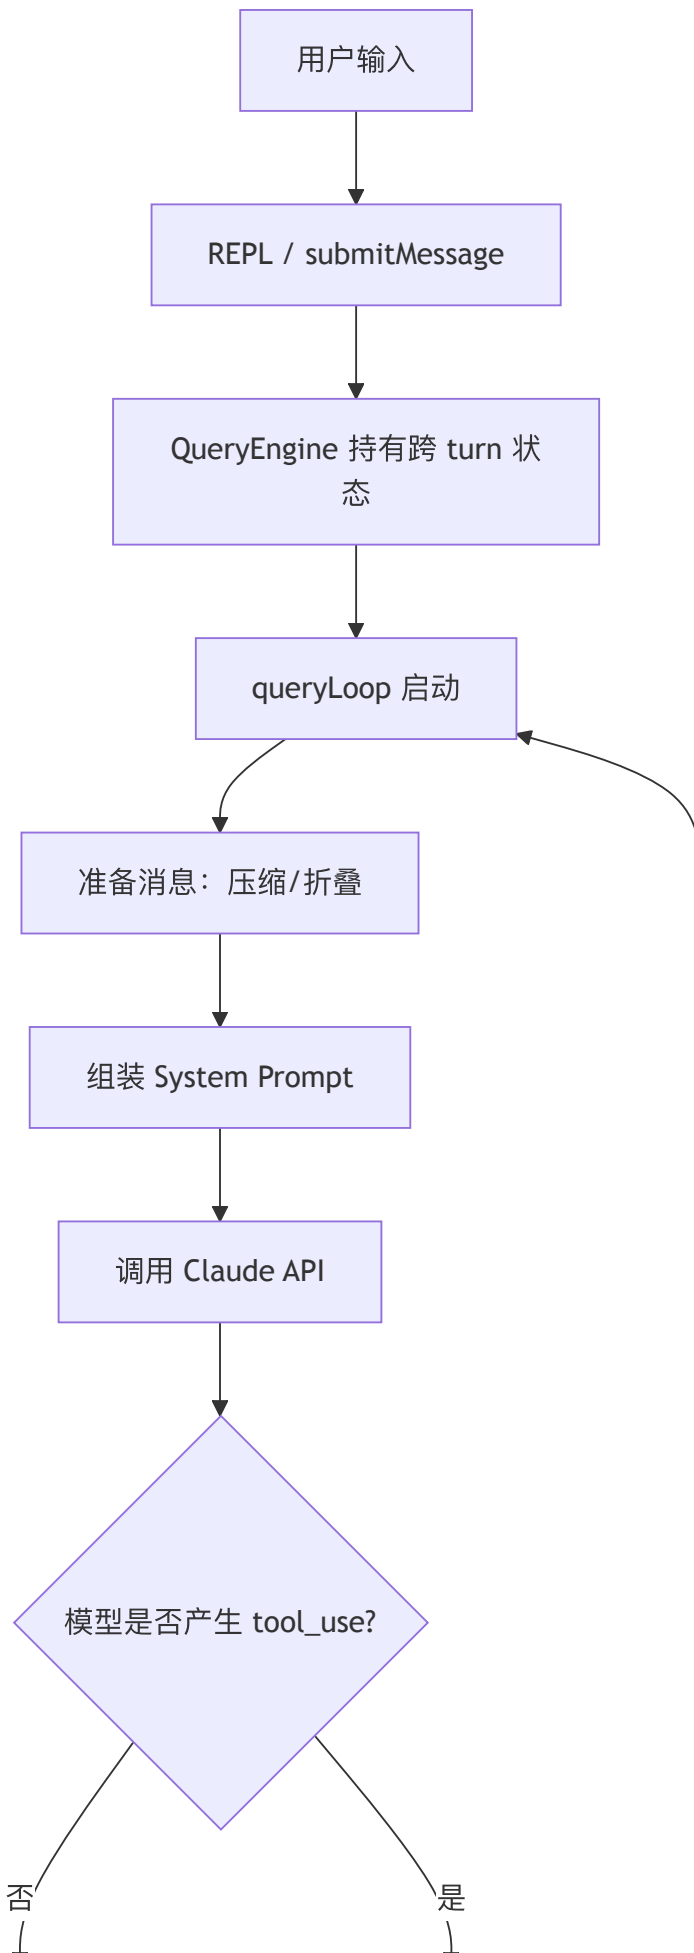 用户输入
REPL / submitMessage
QueryEngine 持有跨 turn 状
态
queryLoop 启动
准备消息：压缩/折叠
组装 System Prompt
调用 Claude API
模型是否产生 tool_use?
否
是